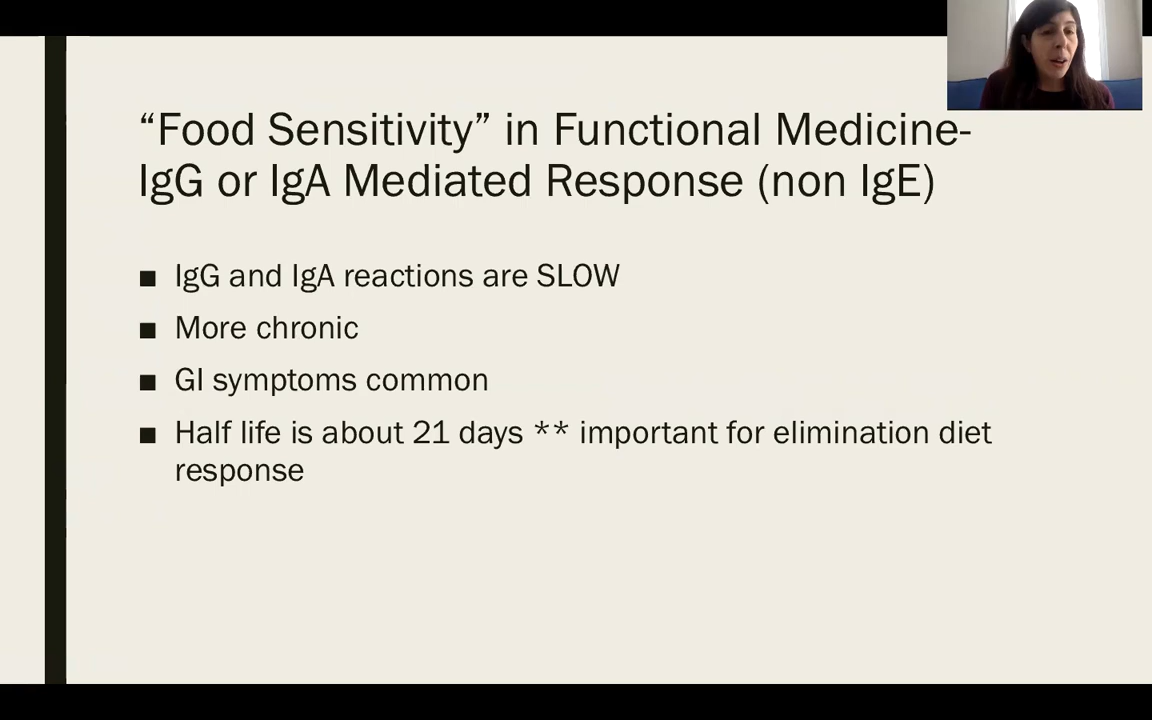 “Food Sensitivity” in Functional Medicine-
IgG or IgA Mediated Response (non IgE)
■ IgG and IgA reactions are SLOW
■ More chronic
■ GI symptoms common
■ Half life is about 21 days ** important for elimination diet
response